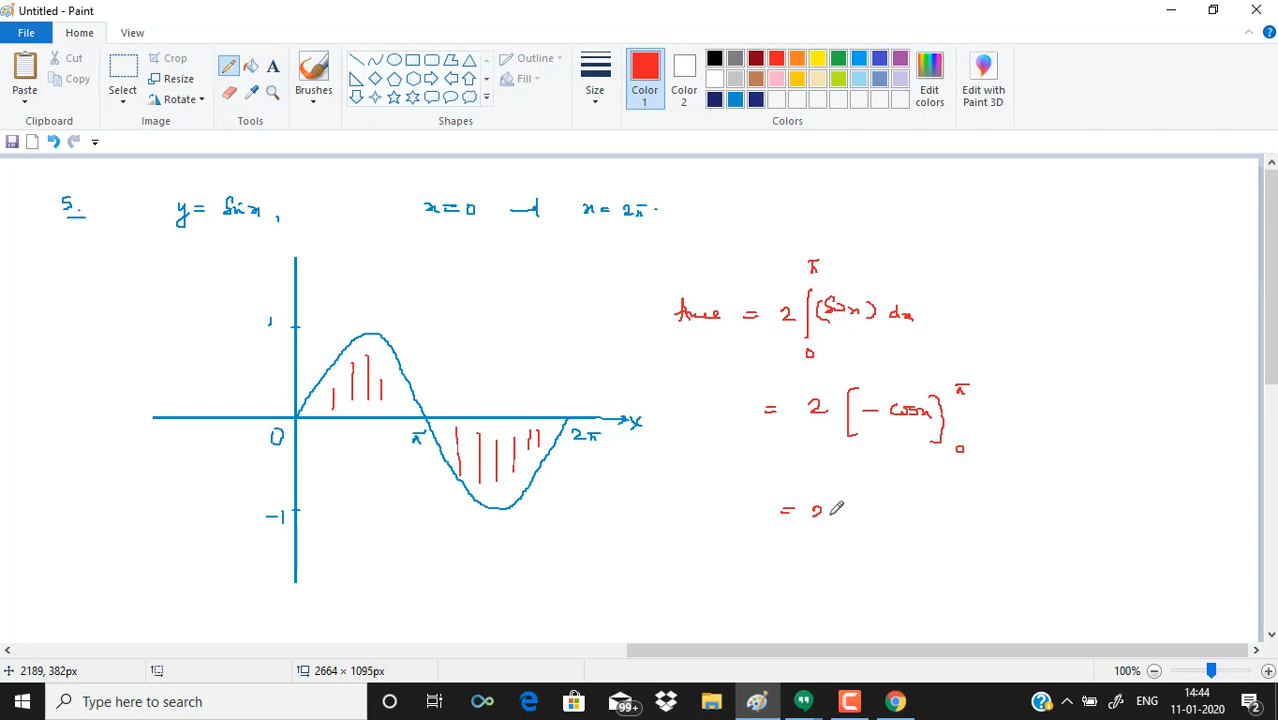 Untitled - Paint
File Home View
Paste Cut Copy Clipboard
Select Crop Resize Rotate Image
Tools
Brushes
Outline Fill Shapes
Size
Color 1 Color 2 Edit colors Colors
Edit with Paint 3D
5. y = Sin x, x = 0 x = 2π.
π
= 2 ∫ (Sin x) dx
0
1
π
= 2 [ - cos x ]
0
x
0 π 2π
= 2
-1
2189, 382px 2664 × 1095px 100%
Type here to search 99+ ENG 14:44 11-01-2020 2